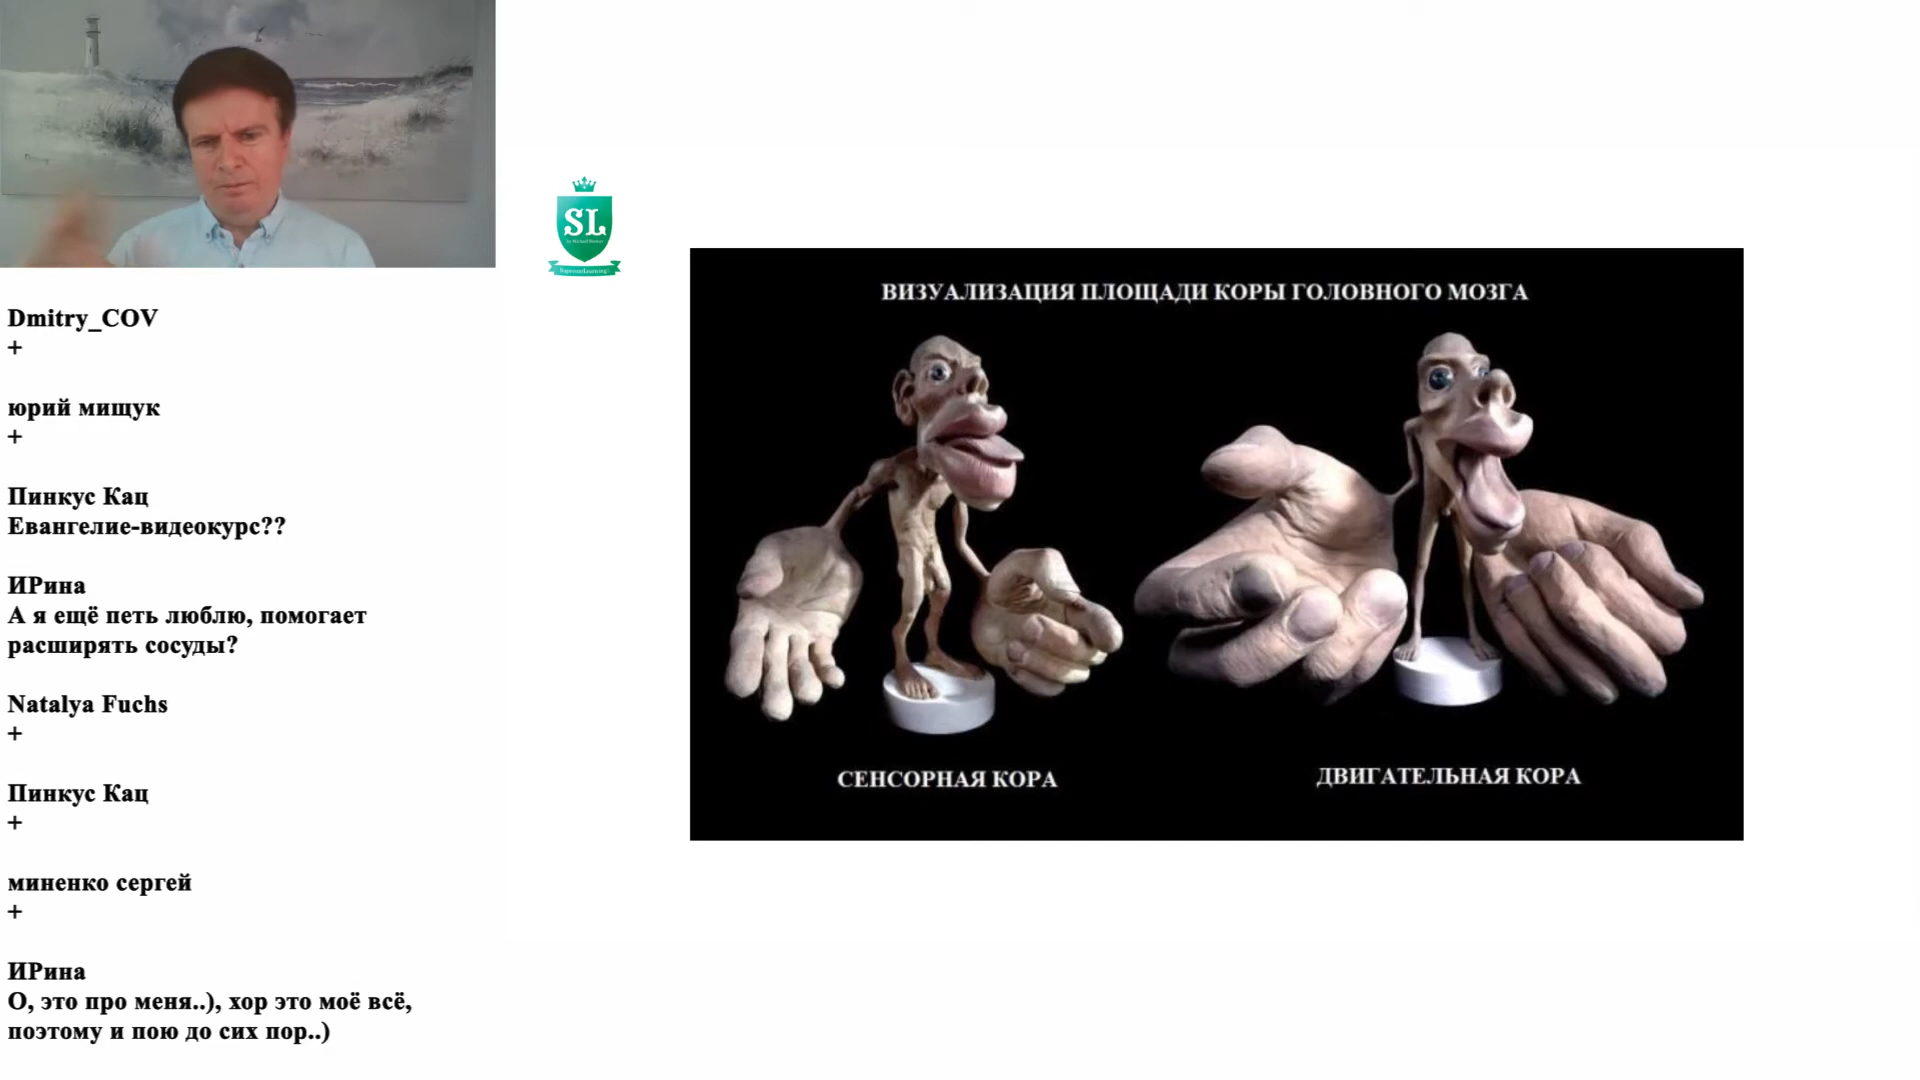 Dmitry_COV
+
юрий мищук
+
Пинкус Кац
Евангелие-видеокурс??
ИРина
А я ещё петь люблю, помогает
расширять сосуды?
Natalya Fuchs
+
Пинкус Кац
+
миненко сергей
+
ИРина
О, это про меня..), хор это моё всё,
поэтому и пою до сих пор..)
SL
ВИЗУАЛИЗАЦИЯ ПЛОЩАДИ КОРЫ ГОЛОВНОГО МОЗГА
СЕНСОРНАЯ КОРА
ДВИГАТЕЛЬНАЯ КОРА